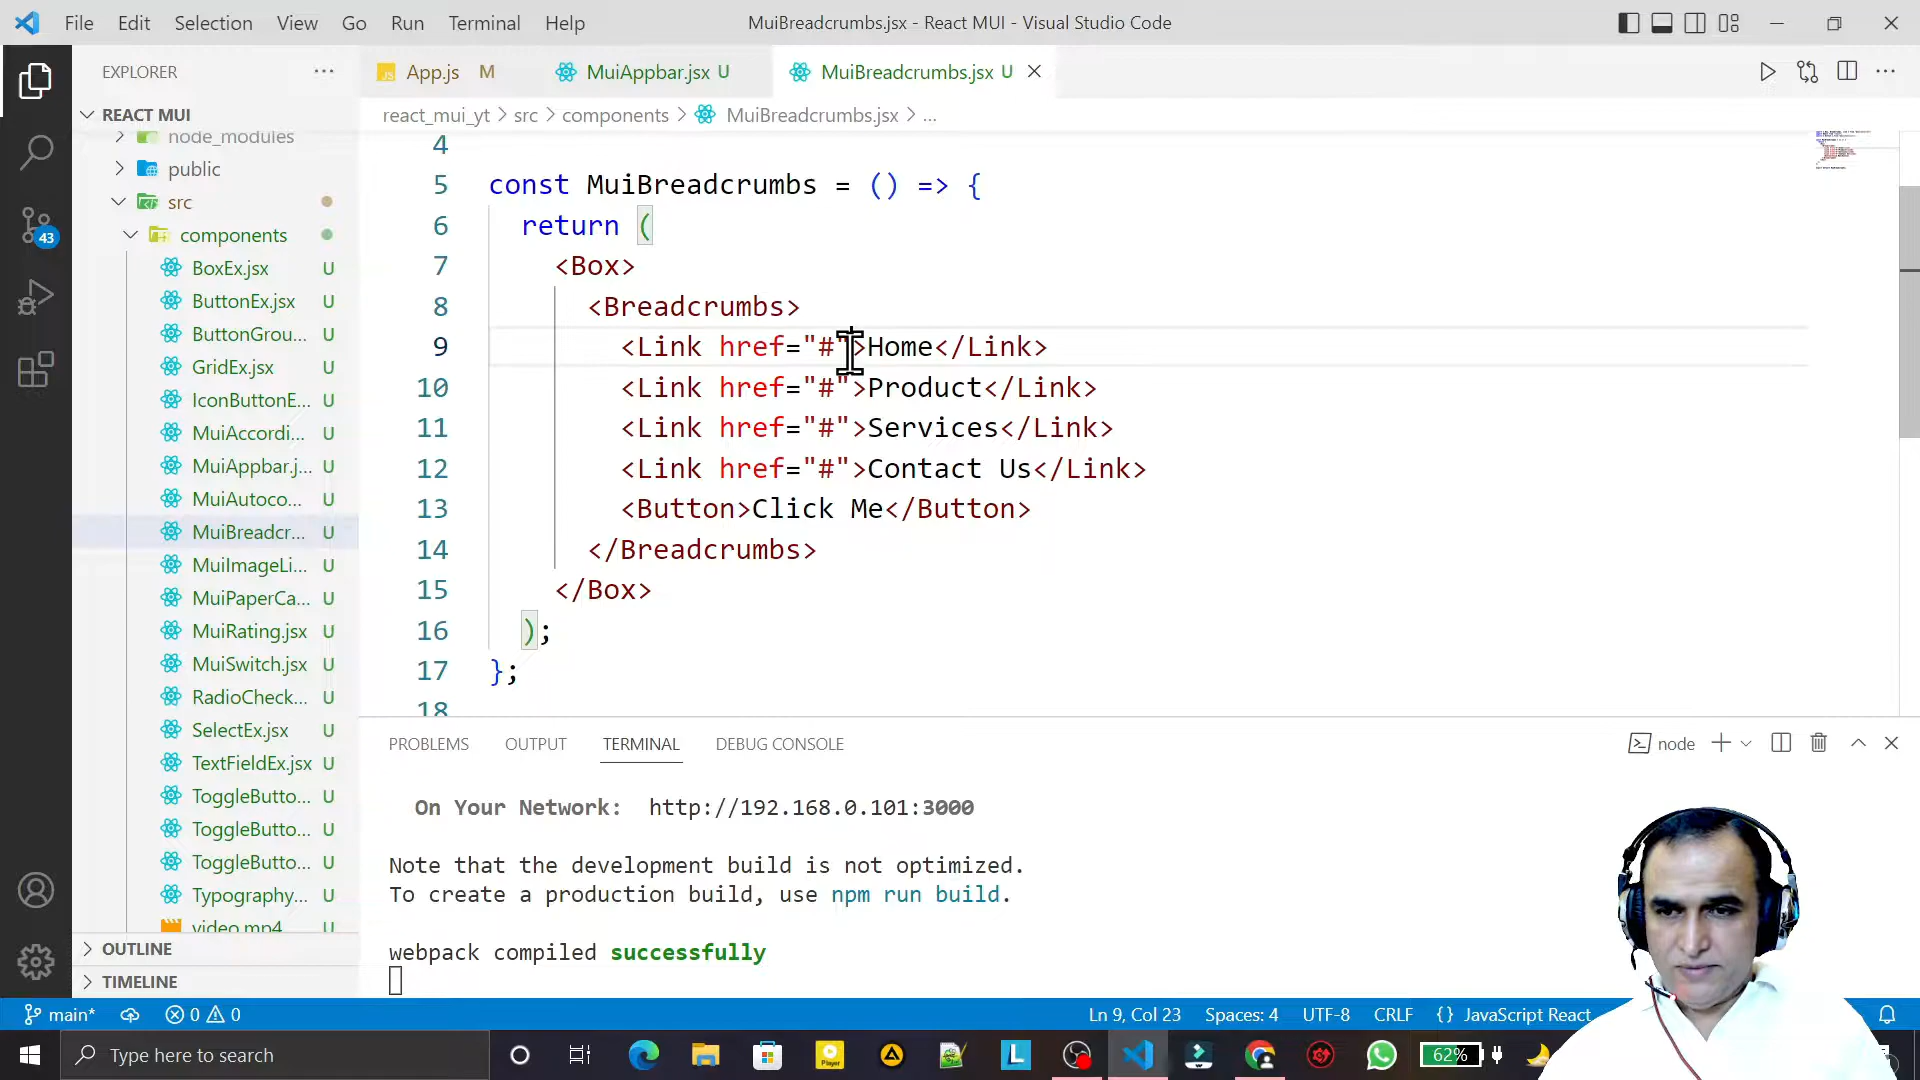 File Edit Selection View Go Run Terminal Help MuiBreadcrumbs.jsx - React MUI - Visual Studio Code
EXPLORER
REACT MUI
node_modules
public
src
components
BoxEx.jsx U
ButtonEx.jsx U
ButtonGrou... U
GridEx.jsx U
IconButtonE... U
MuiAccordi... U
MuiAppbar.j... U
MuiAutoco... U
MuiBreadcr... U
MuiImageLi... U
MuiPaperCa... U
MuiRating.jsx U
MuiSwitch.jsx U
RadioCheck... U
SelectEx.jsx U
TextFieldEx.jsx U
ToggleButto... U
ToggleButto... U
ToggleButto... U
Typography... U
video.mp4 U
OUTLINE
TIMELINE
43
App.js M MuiAppbar.jsx U MuiBreadcrumbs.jsx U
react_mui_yt > src > components > MuiBreadcrumbs.jsx > ...
4
5 const MuiBreadcrumbs = () => {
6 return (
7 <Box>
8 <Breadcrumbs>
9 <Link href="#">Home</Link>
10 <Link href="#">Product</Link>
11 <Link href="#">Services</Link>
12 <Link href="#">Contact Us</Link>
13 <Button>Click Me</Button>
14 </Breadcrumbs>
15 </Box>
16 );
17 };
18
PROBLEMS OUTPUT TERMINAL DEBUG CONSOLE node
On Your Network: http://192.168.0.101:3000
Note that the development build is not optimized.
To create a production build, use npm run build.
webpack compiled successfully
main* 0 0 Ln 9, Col 23 Spaces: 4 UTF-8 CRLF {} JavaScript React
Type here to search 62%